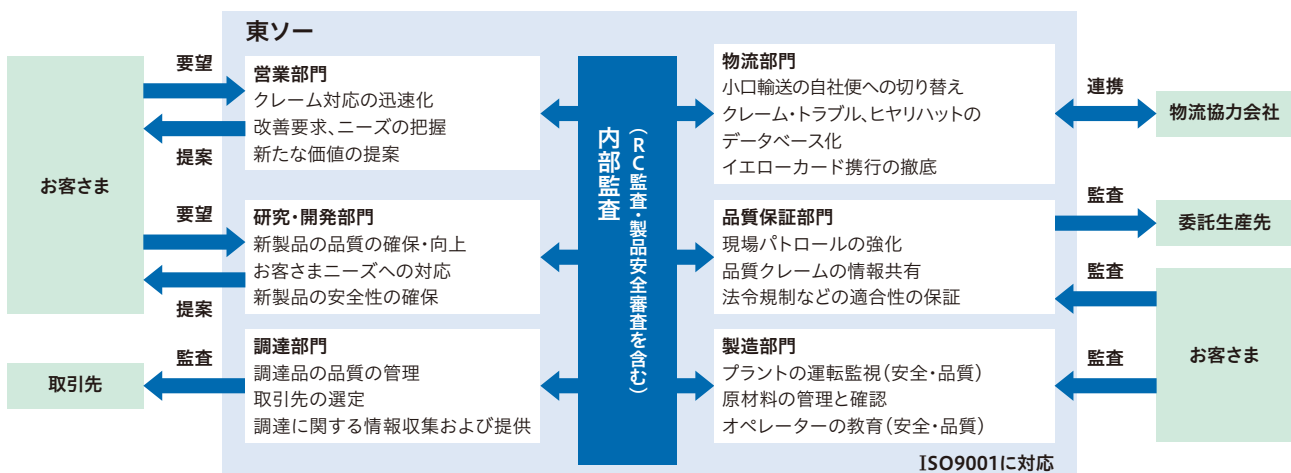 東ソー
お客さま
要望
提案
要望
提案
監査
取引先
営業部門
クレーム対応の迅速化
改善要求、ニーズの把握
新たな価値の提案
研究・開発部門
新製品の品質の確保・向上
お客さまニーズへの対応
新製品の安全性の確保
調達部門
調達品の品質の管理
取引先の選定
調達に関する情報収集および提供
内部監査
（RC監査・製品安全審査を含む）
物流部門
小口輸送の自社便への切り替え
クレーム・トラブル、ヒヤリハットの
データベース化
イエローカード携行の徹底
品質保証部門
現場パトロールの強化
品質クレームの情報共有
法令規制などの適合性の保証
製造部門
プラントの運転監視（安全・品質）
原材料の管理と確認
オペレーターの教育（安全・品質）
連携
物流協力会社
監査
委託生産先
監査
監査
お客さま
ISO9001に対応